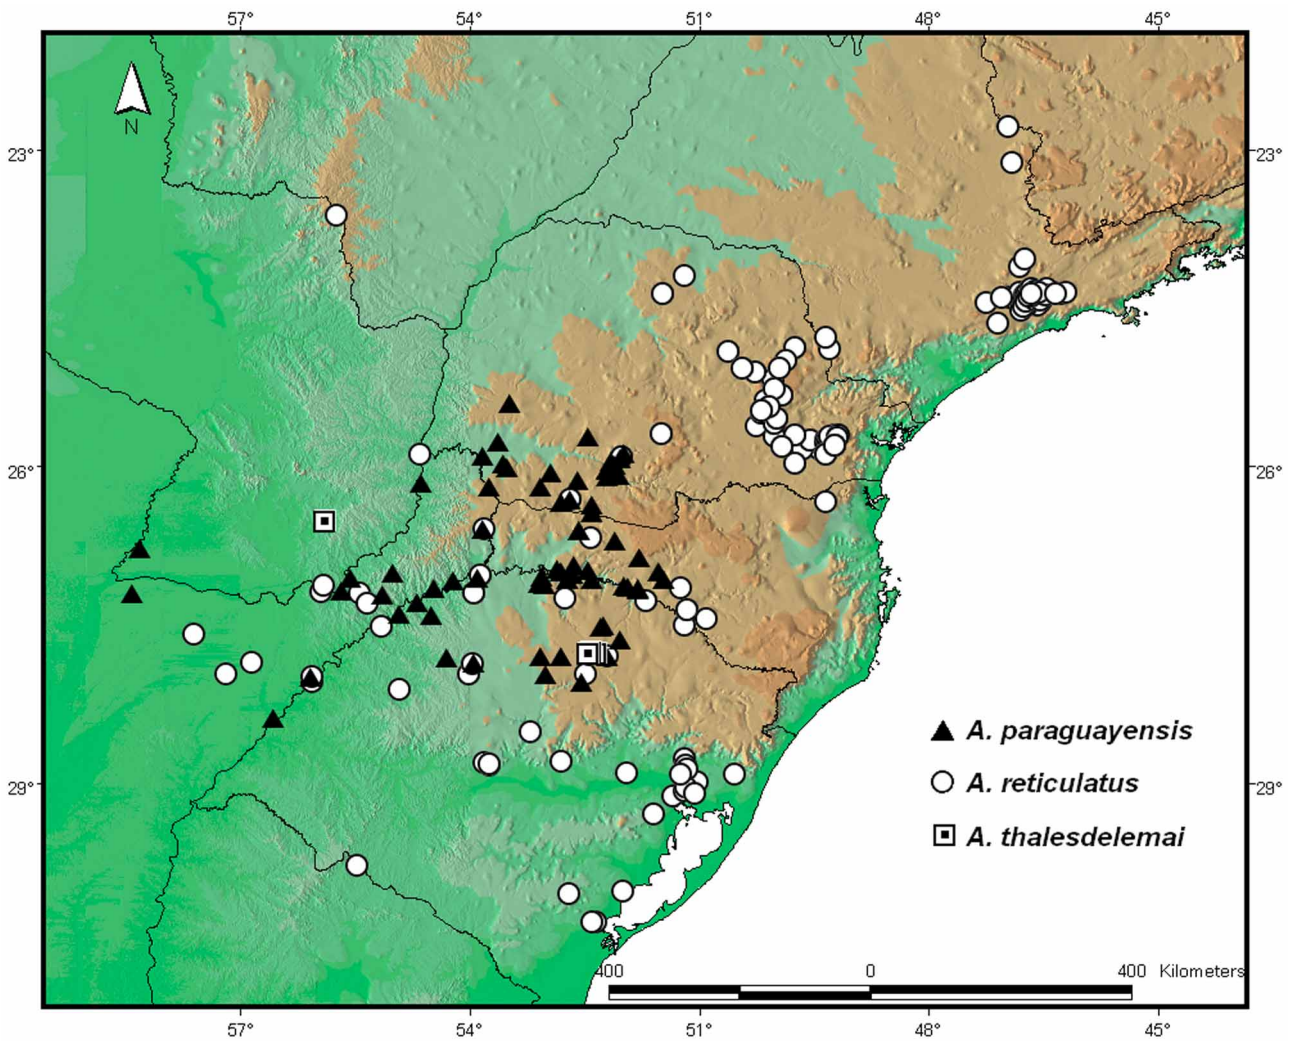 57° 54° 51° 48° 45°
N
23° 23°
26° 26°
A. paraguayensis
A. reticulatus
29° 29°
A. thalesdelemai
400 0 400 Kilometers
57° 54° 51° 48° 45°